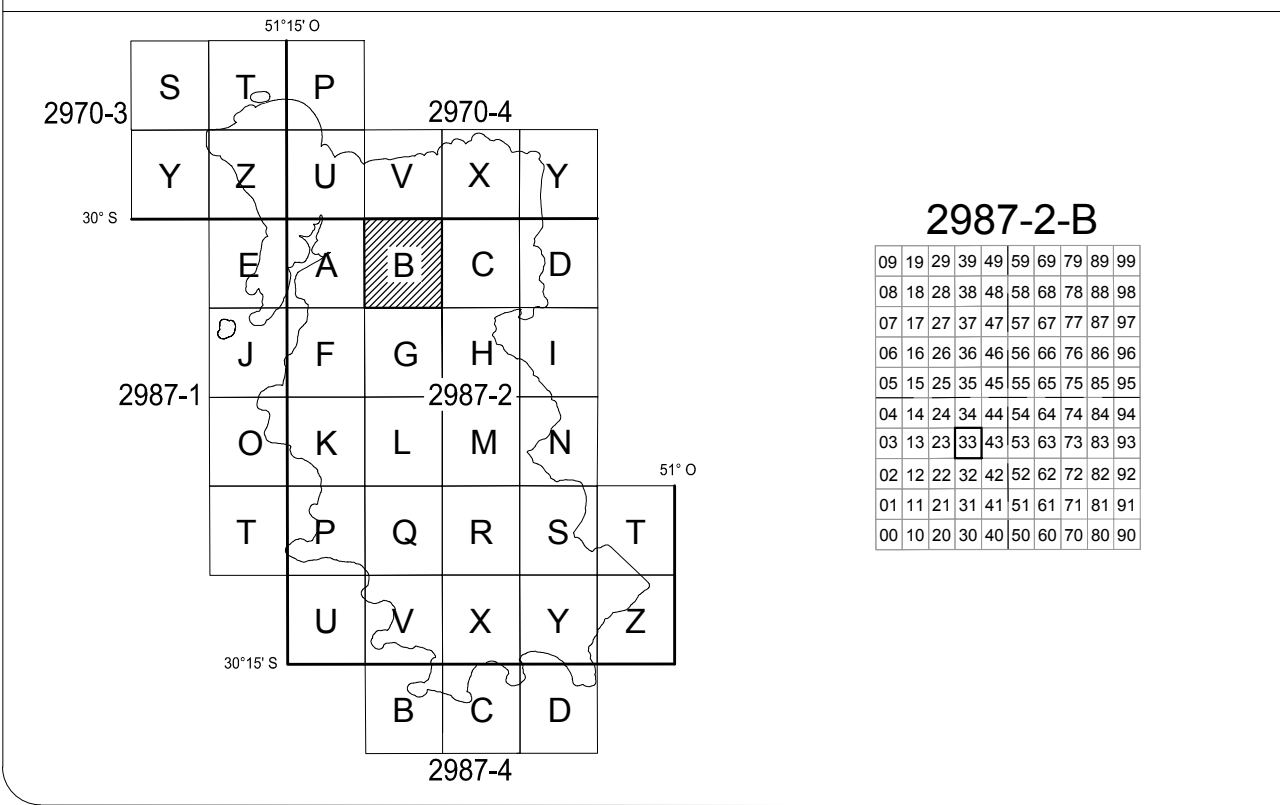 51°15' O
S T P
2970-3
2970-4
Y Z U V X Y
30° S
E A B C D
J F G H I
2987-1
2987-2
O K L M N
51° O
T P Q R S T
U V X Y Z
30°15' S
B C D
2987-4
2987-2-B
09 19 29 39 49 59 69 79 89 99
08 18 28 38 48 58 68 78 88 98
07 17 27 37 47 57 67 77 87 97
06 16 26 36 46 56 66 76 86 96
05 15 25 35 45 55 65 75 85 95
04 14 24 34 44 54 64 74 84 94
03 13 23 33 43 53 63 73 83 93
02 12 22 32 42 52 62 72 82 92
01 11 21 31 41 51 61 71 81 91
00 10 20 30 40 50 60 70 80 90